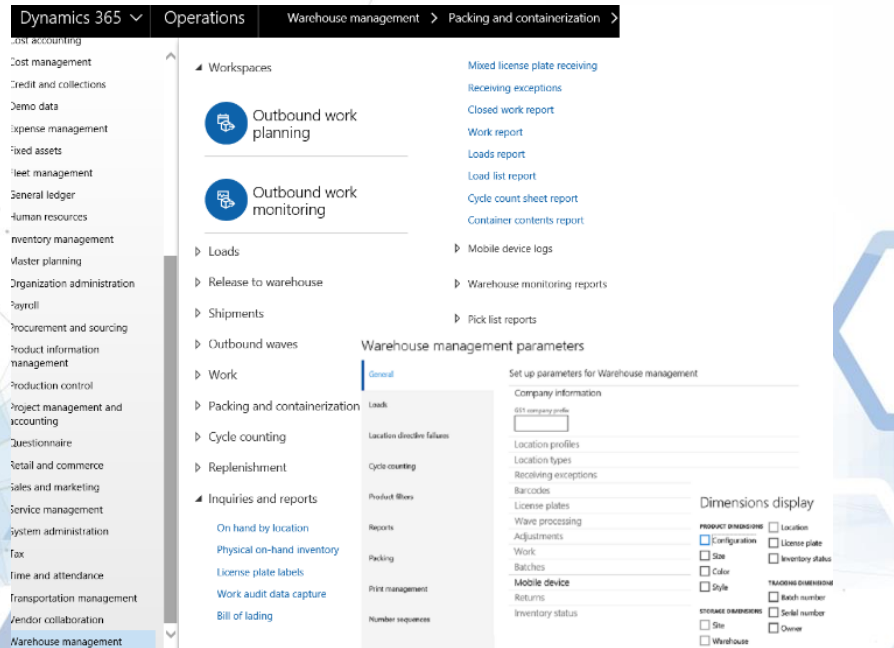 Dynamics 365
Operations
Warehouse management > Packing and containerization >
Cost accounting
Cost management
Credit and collections
Demo data
Expense management
Fixed assets
Fleet management
General ledger
Human resources
Inventory management
Master planning
Organization administration
Payroll
Procurement and sourcing
Product information
management
Production control
Project management and
accounting
Questionnaire
Retail and commerce
Sales and marketing
Service management
System administration
Tax
Time and attendance
Transportation management
Vendor collaboration
Warehouse management
Workspaces
Outbound work
planning
Outbound work
monitoring
Loads
Release to warehouse
Shipments
Outbound waves
Work
Packing and containerization
Cycle counting
Replenishment
Inquiries and reports
On hand by location
Physical on-hand inventory
License plate labels
Work audit data capture
Bill of lading
Mixed license plate receiving
Receiving exceptions
Closed work report
Work report
Loads report
Load list report
Cycle count sheet report
Container contents report
Mobile device logs
Warehouse monitoring reports
Pick list reports
Warehouse management parameters
General
Loads
Location directive failures
Cycle counting
Product filters
Reports
Packing
Print management
Number sequences
Set up parameters for Warehouse management
Company information
GS1 company prefix
Location profiles
Location types
Receiving exceptions
Barcodes
License plates
Wave processing
Adjustments
Work
Batches
Mobile device
Returns
Inventory status
Dimensions display
PRODUCT DIMENSIONS
Configuration
Size
Color
Style
STORAGE DIMENSIONS
Site
Warehouse
Location
License plate
Inventory status
TRACKING DIMENSIONS
Batch number
Serial number
Owner